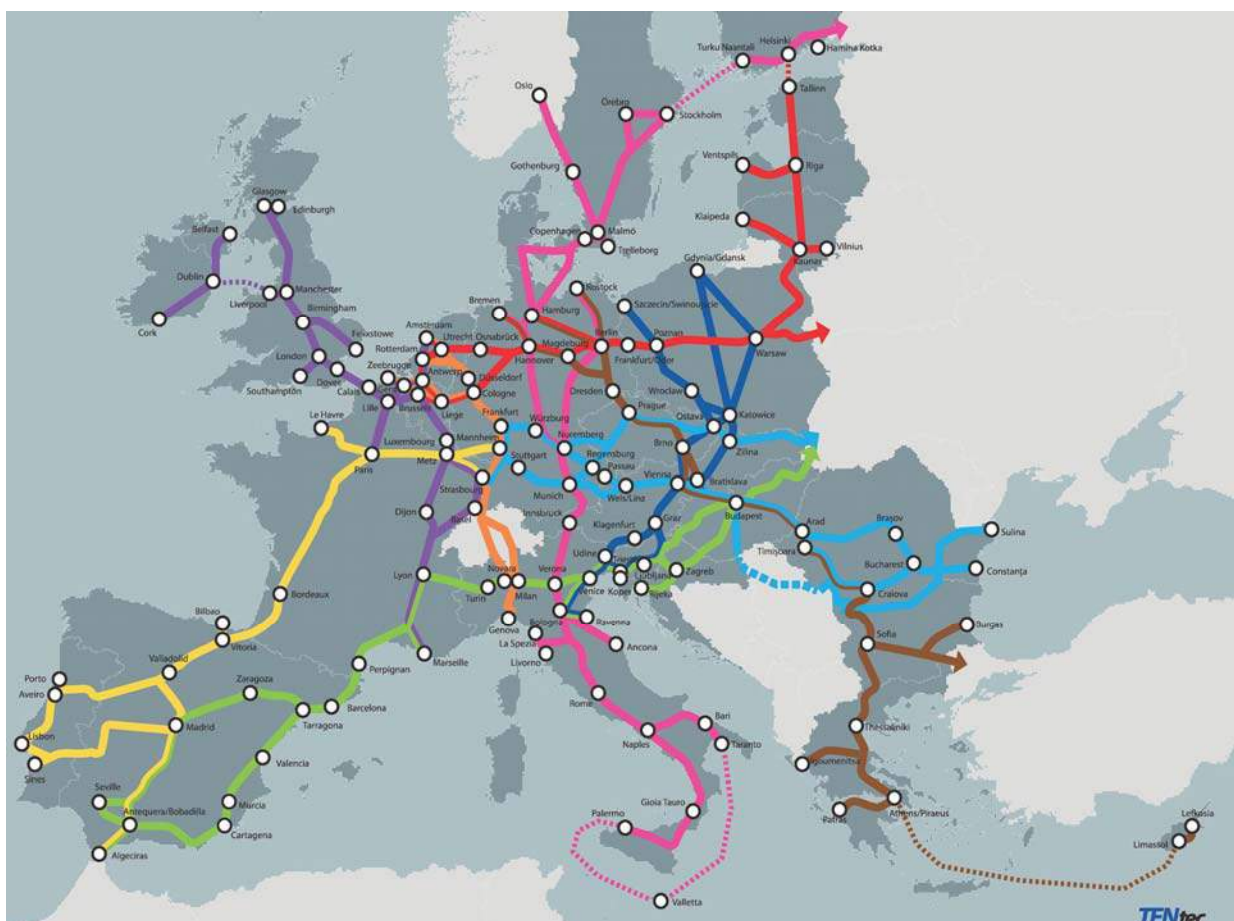 Helsinki
Turku Naantali
Hamina Kotka
Tallinn
Oslo
Örebro
Stockholm
Ventspils
Riga
Gothenburg
Glasgow
Edinburgh
Klaipeda
Belfast
Copenhagen
Malmö
Trelleborg
Vilnius
Kaunas
Gdynia/Gdansk
Dublin
Liverpool
Manchetter
Rostock
Bremen
Hamburg
Szczecin/Swinoujscie
Cork
Birmingham
Felixstowe
Amsterdam
Utrecht
Osnabrück
Magdeburg
Berlin
Poznan
Rotterdam
Hannover
Frankfurt/Oder
Warsaw
London
Dover
Zeebrugge
Antwerp
Düsseldorf
Southampton
Calais
Cologne
Dresden
Wroclaw
Lille
Brussels
Liege
Le Havre
Frankfurt
Würzburg
Prague
Ostava
Katowice
Luxembourg
Mannheim
Nuremberg
Brno
Zilina
Paris
Metz
Stuttgart
Regensburg
Passau
Strasbourg
Munich
Wels/Linz
Vienna
Bratislava
Dijon
Basel
Innsbruck
Budapest
Klagenfurt
Graz
Arad
Braşov
Sulina
Udine
Timişoara
Bucharest
Constanţa
Lyon
Novara
Verona
Ljubljana
Zagreb
Turin
Milan
Venice
Koper
Rijeka
Craiova
Bordeaux
Genova
Bologna
Ravenna
Bilbao
Vitoria
La Spezia
Ancona
Sofia
Burgas
Livorno
Marseille
Valladolid
Perpignan
Porto
Aveiro
Zaragoza
Barcelona
Rome
Tarragona
Madrid
Bari
Thessaloniki
Lisbon
Naples
Taranto
Valencia
Igoumenitsa
Sines
Seville
Murcia
Gioia Tauro
Antequera/Bobadilla
Palermo
Athens/Piraeus
Lefkasia
Patras
Cartagena
Limassol
Algeciras
Valletta
TENtec